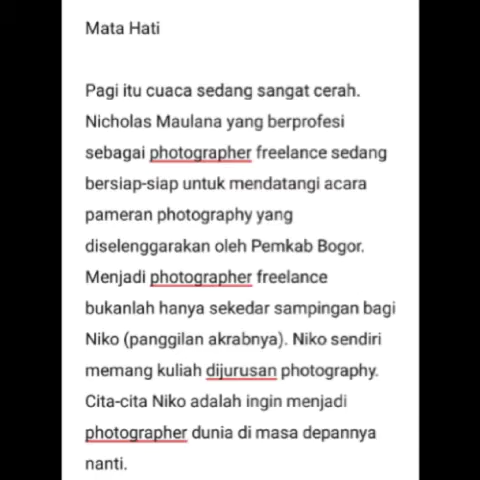 Mata Hati
Pagi itu cuaca sedang sangat cerah.
Nicholas Maulana yang berprofesi
sebagai photographer freelance sedang
bersiap-siap untuk mendatangi acara
pameran photography yang
diselenggarakan oleh Pemkab Bogor.
Menjadi photographer freelance
bukanlah hanya sekedar sampingan bagi
Niko (panggilan akrabnya). Niko sendiri
memang kuliah dijurusan photography.
Cita-cita Niko adalah ingin menjadi
photographer dunia di masa depannya
nanti.